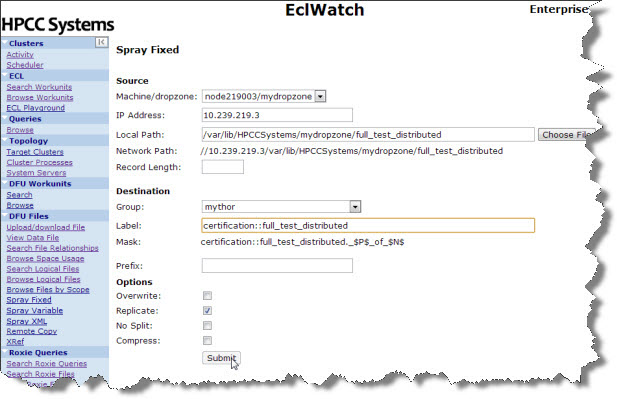 HPCC Systems
EclWatch
Enterprise
Clusters
Activity
Scheduler
ECL
Search Workunits
Browse Workunits
ECL Playground
Queries
Browse
Topology
Target Clusters
Cluster Processes
System Servers
DFU Workunits
Search
Browse
DFU Files
Upload/download File
View Data File
Search File Relationships
Browse Space Usage
Search Logical Files
Browse Logical Files
Browse Files by Scope
Spray Fixed
Spray Variable
Spray XML
Remote Copy
XRef
Roxie Queries
Search Roxie Queries
Search Roxie Files
Spray Fixed
Source
Machine/dropzone: node219003/mydropzone
IP Address: 10.239.219.3
Local Path: /var/lib/HPCCSystems/mydropzone/full_test_distributed Choose File
Network Path: //10.239.219.3/var/lib/HPCCSystems/mydropzone/full_test_distributed
Record Length:
Destination
Group: mythor
Label: certification::full_test_distributed
Mask: certification::full_test_distributed._$P$_of_$N$
Prefix:
Options
Overwrite:
Replicate:
No Split:
Compress:
Submit